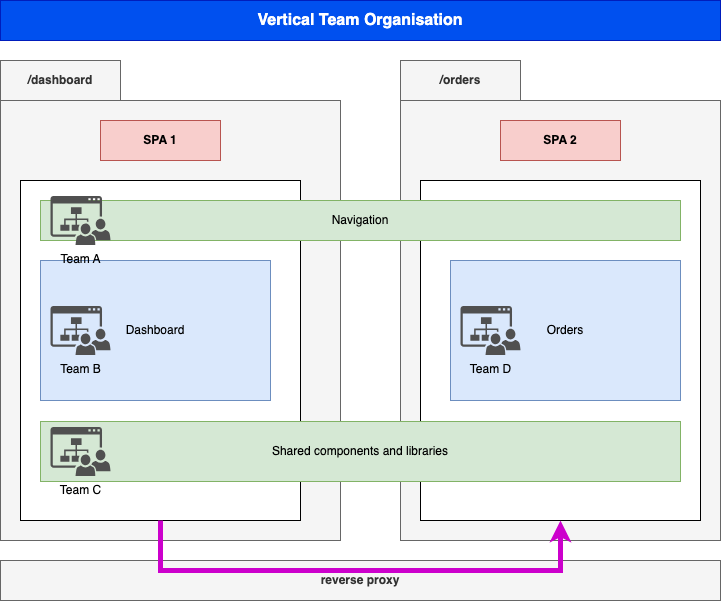 Vertical Team Organisation
/dashboard
/orders
SPA 1
SPA 2
Navigation
Team A
Dashboard
Team B
Orders
Team D
Shared components and libraries
Team C
reverse proxy